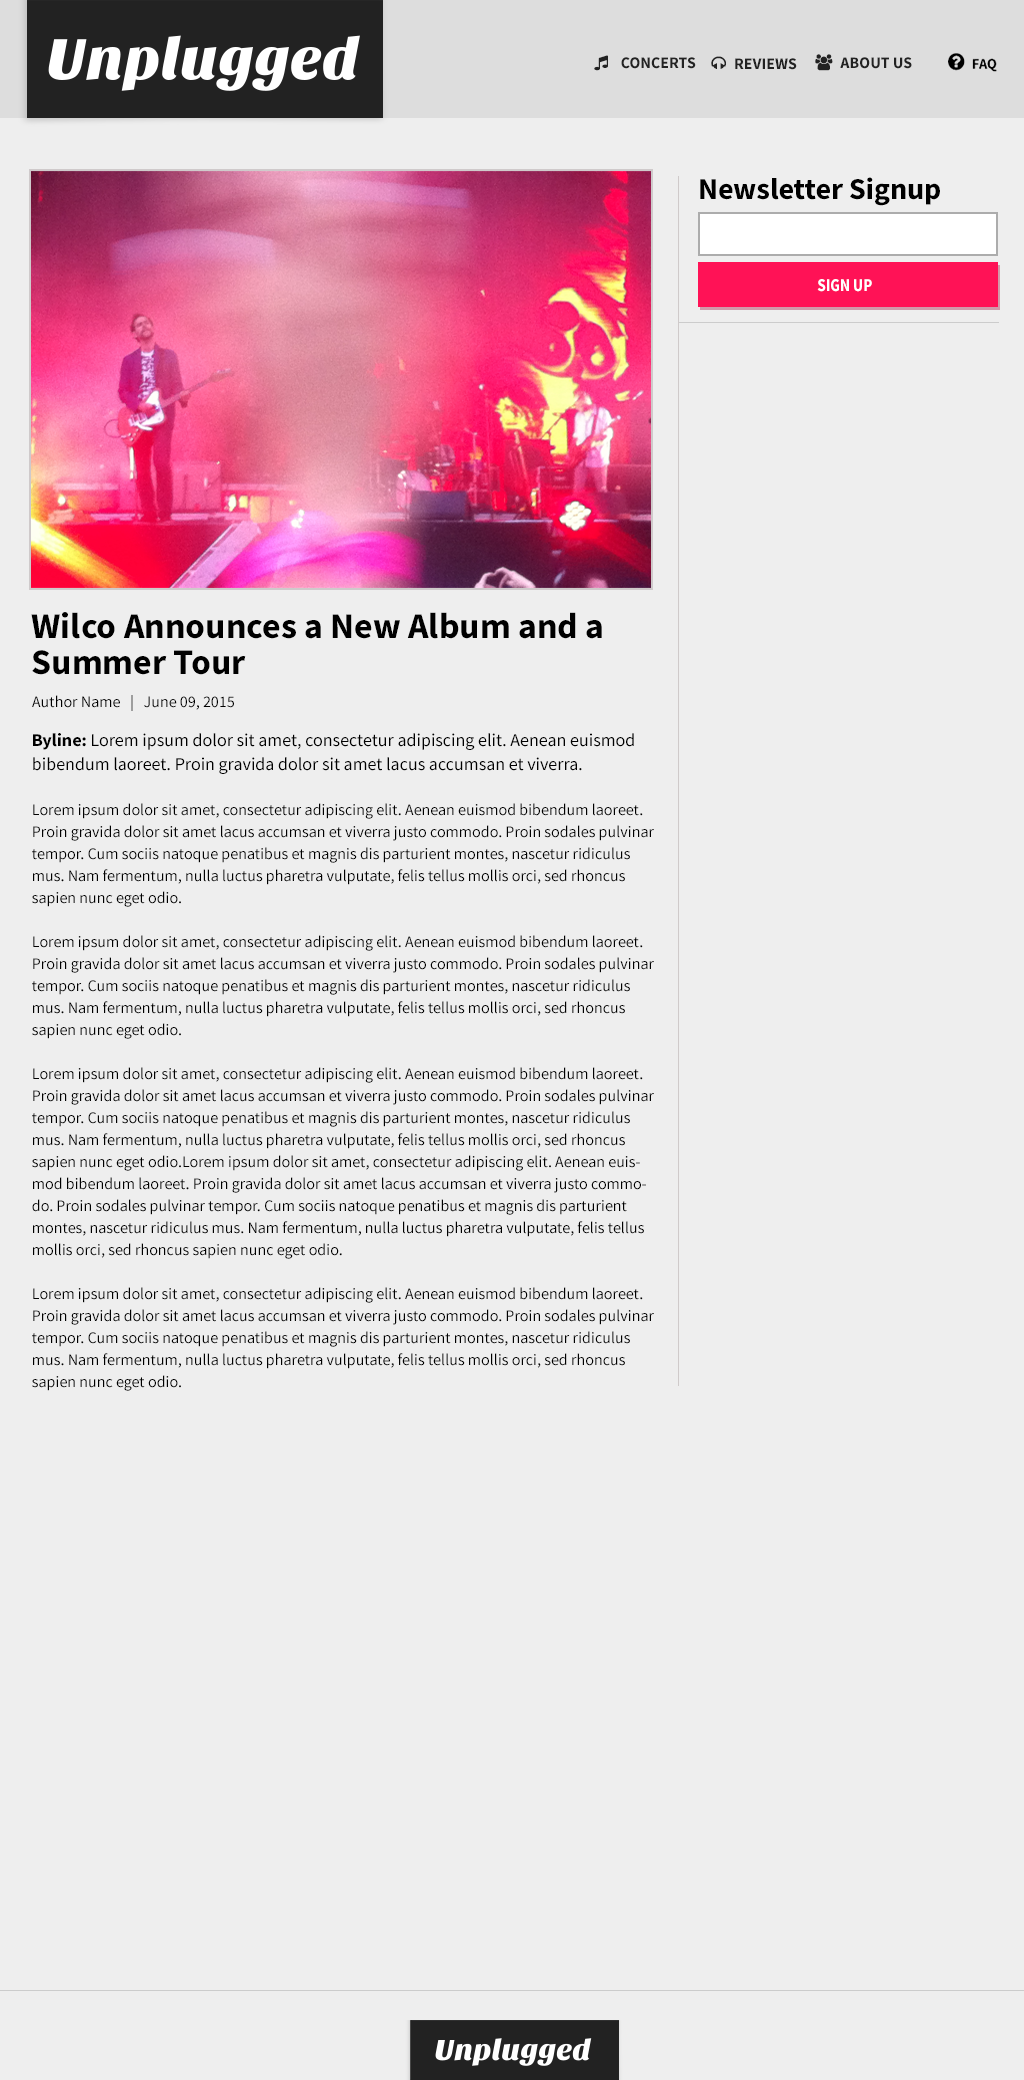 Unplugged
CONCERTS REVIEWS ABOUT US FAQ
Newsletter Signup
SIGN UP
Wilco Announces a New Album and a
Summer Tour
Author Name | June 09, 2015
Byline: Lorem ipsum dolor sit amet, consectetur adipiscing elit. Aenean euismod
bibendum laoreet. Proin gravida dolor sit amet lacus accumsan et viverra.
Lorem ipsum dolor sit amet, consectetur adipiscing elit. Aenean euismod bibendum laoreet.
Proin gravida dolor sit amet lacus accumsan et viverra justo commodo. Proin sodales pulvinar
tempor. Cum sociis natoque penatibus et magnis dis parturient montes, nascetur ridiculus
mus. Nam fermentum, nulla luctus pharetra vulputate, felis tellus mollis orci, sed rhoncus
sapien nunc eget odio.
Lorem ipsum dolor sit amet, consectetur adipiscing elit. Aenean euismod bibendum laoreet.
Proin gravida dolor sit amet lacus accumsan et viverra justo commodo. Proin sodales pulvinar
tempor. Cum sociis natoque penatibus et magnis dis parturient montes, nascetur ridiculus
mus. Nam fermentum, nulla luctus pharetra vulputate, felis tellus mollis orci, sed rhoncus
sapien nunc eget odio.
Lorem ipsum dolor sit amet, consectetur adipiscing elit. Aenean euismod bibendum laoreet.
Proin gravida dolor sit amet lacus accumsan et viverra justo commodo. Proin sodales pulvinar
tempor. Cum sociis natoque penatibus et magnis dis parturient montes, nascetur ridiculus
mus. Nam fermentum, nulla luctus pharetra vulputate, felis tellus mollis orci, sed rhoncus
sapien nunc eget odio.Lorem ipsum dolor sit amet, consectetur adipiscing elit. Aenean euis-
mod bibendum laoreet. Proin gravida dolor sit amet lacus accumsan et viverra justo commo-
do. Proin sodales pulvinar tempor. Cum sociis natoque penatibus et magnis dis parturient
montes, nascetur ridiculus mus. Nam fermentum, nulla luctus pharetra vulputate, felis tellus
mollis orci, sed rhoncus sapien nunc eget odio.
Lorem ipsum dolor sit amet, consectetur adipiscing elit. Aenean euismod bibendum laoreet.
Proin gravida dolor sit amet lacus accumsan et viverra justo commodo. Proin sodales pulvinar
tempor. Cum sociis natoque penatibus et magnis dis parturient montes, nascetur ridiculus
mus. Nam fermentum, nulla luctus pharetra vulputate, felis tellus mollis orci, sed rhoncus
sapien nunc eget odio.
Unplugged